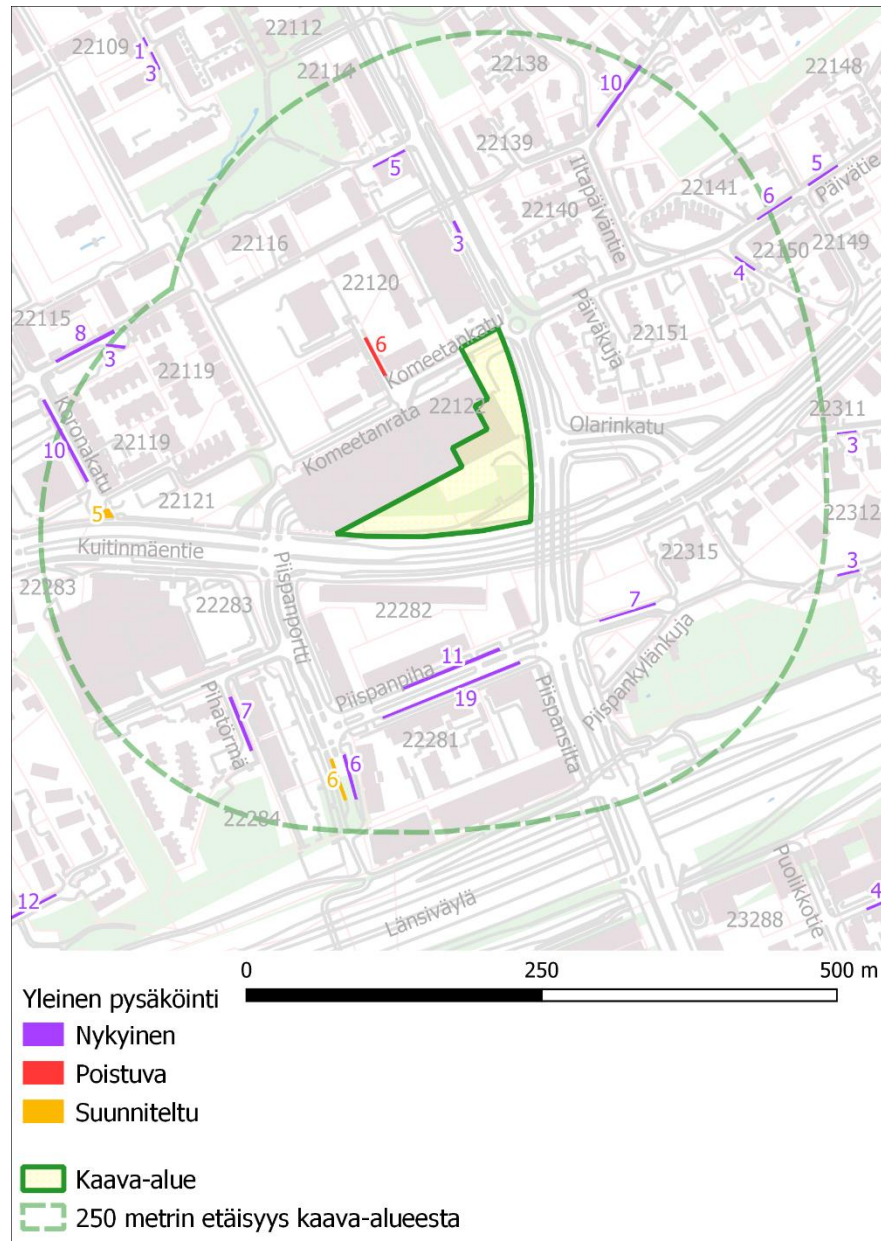 22109
1
3
22112
22114
22138
10
22148
5
22139
Iltapäiväntie
22141
6
5
Päivätie
22116
22140
3
22150
22149
4
22120
22115
8
3
6
Komeetankatu
Päiväkuja
22151
22119
22122
Koronakatu
22119
Komeetanrata
Olarinkatu
22311
3
10
22121
5
Kuitinmäentie
22312
22283
22283
Piispanportti
22282
22315
3
7
Piispankylänkuja
11
Piispanpiha
19
Pihatörmä
7
Piispansilta
22281
6
6
22284
12
Länsiväylä
Puolikkotie
4
23288
0 250 500 m
Yleinen pysäköinti
Nykyinen
Poistuva
Suunniteltu
Kaava-alue
250 metrin etäisyys kaava-alueesta